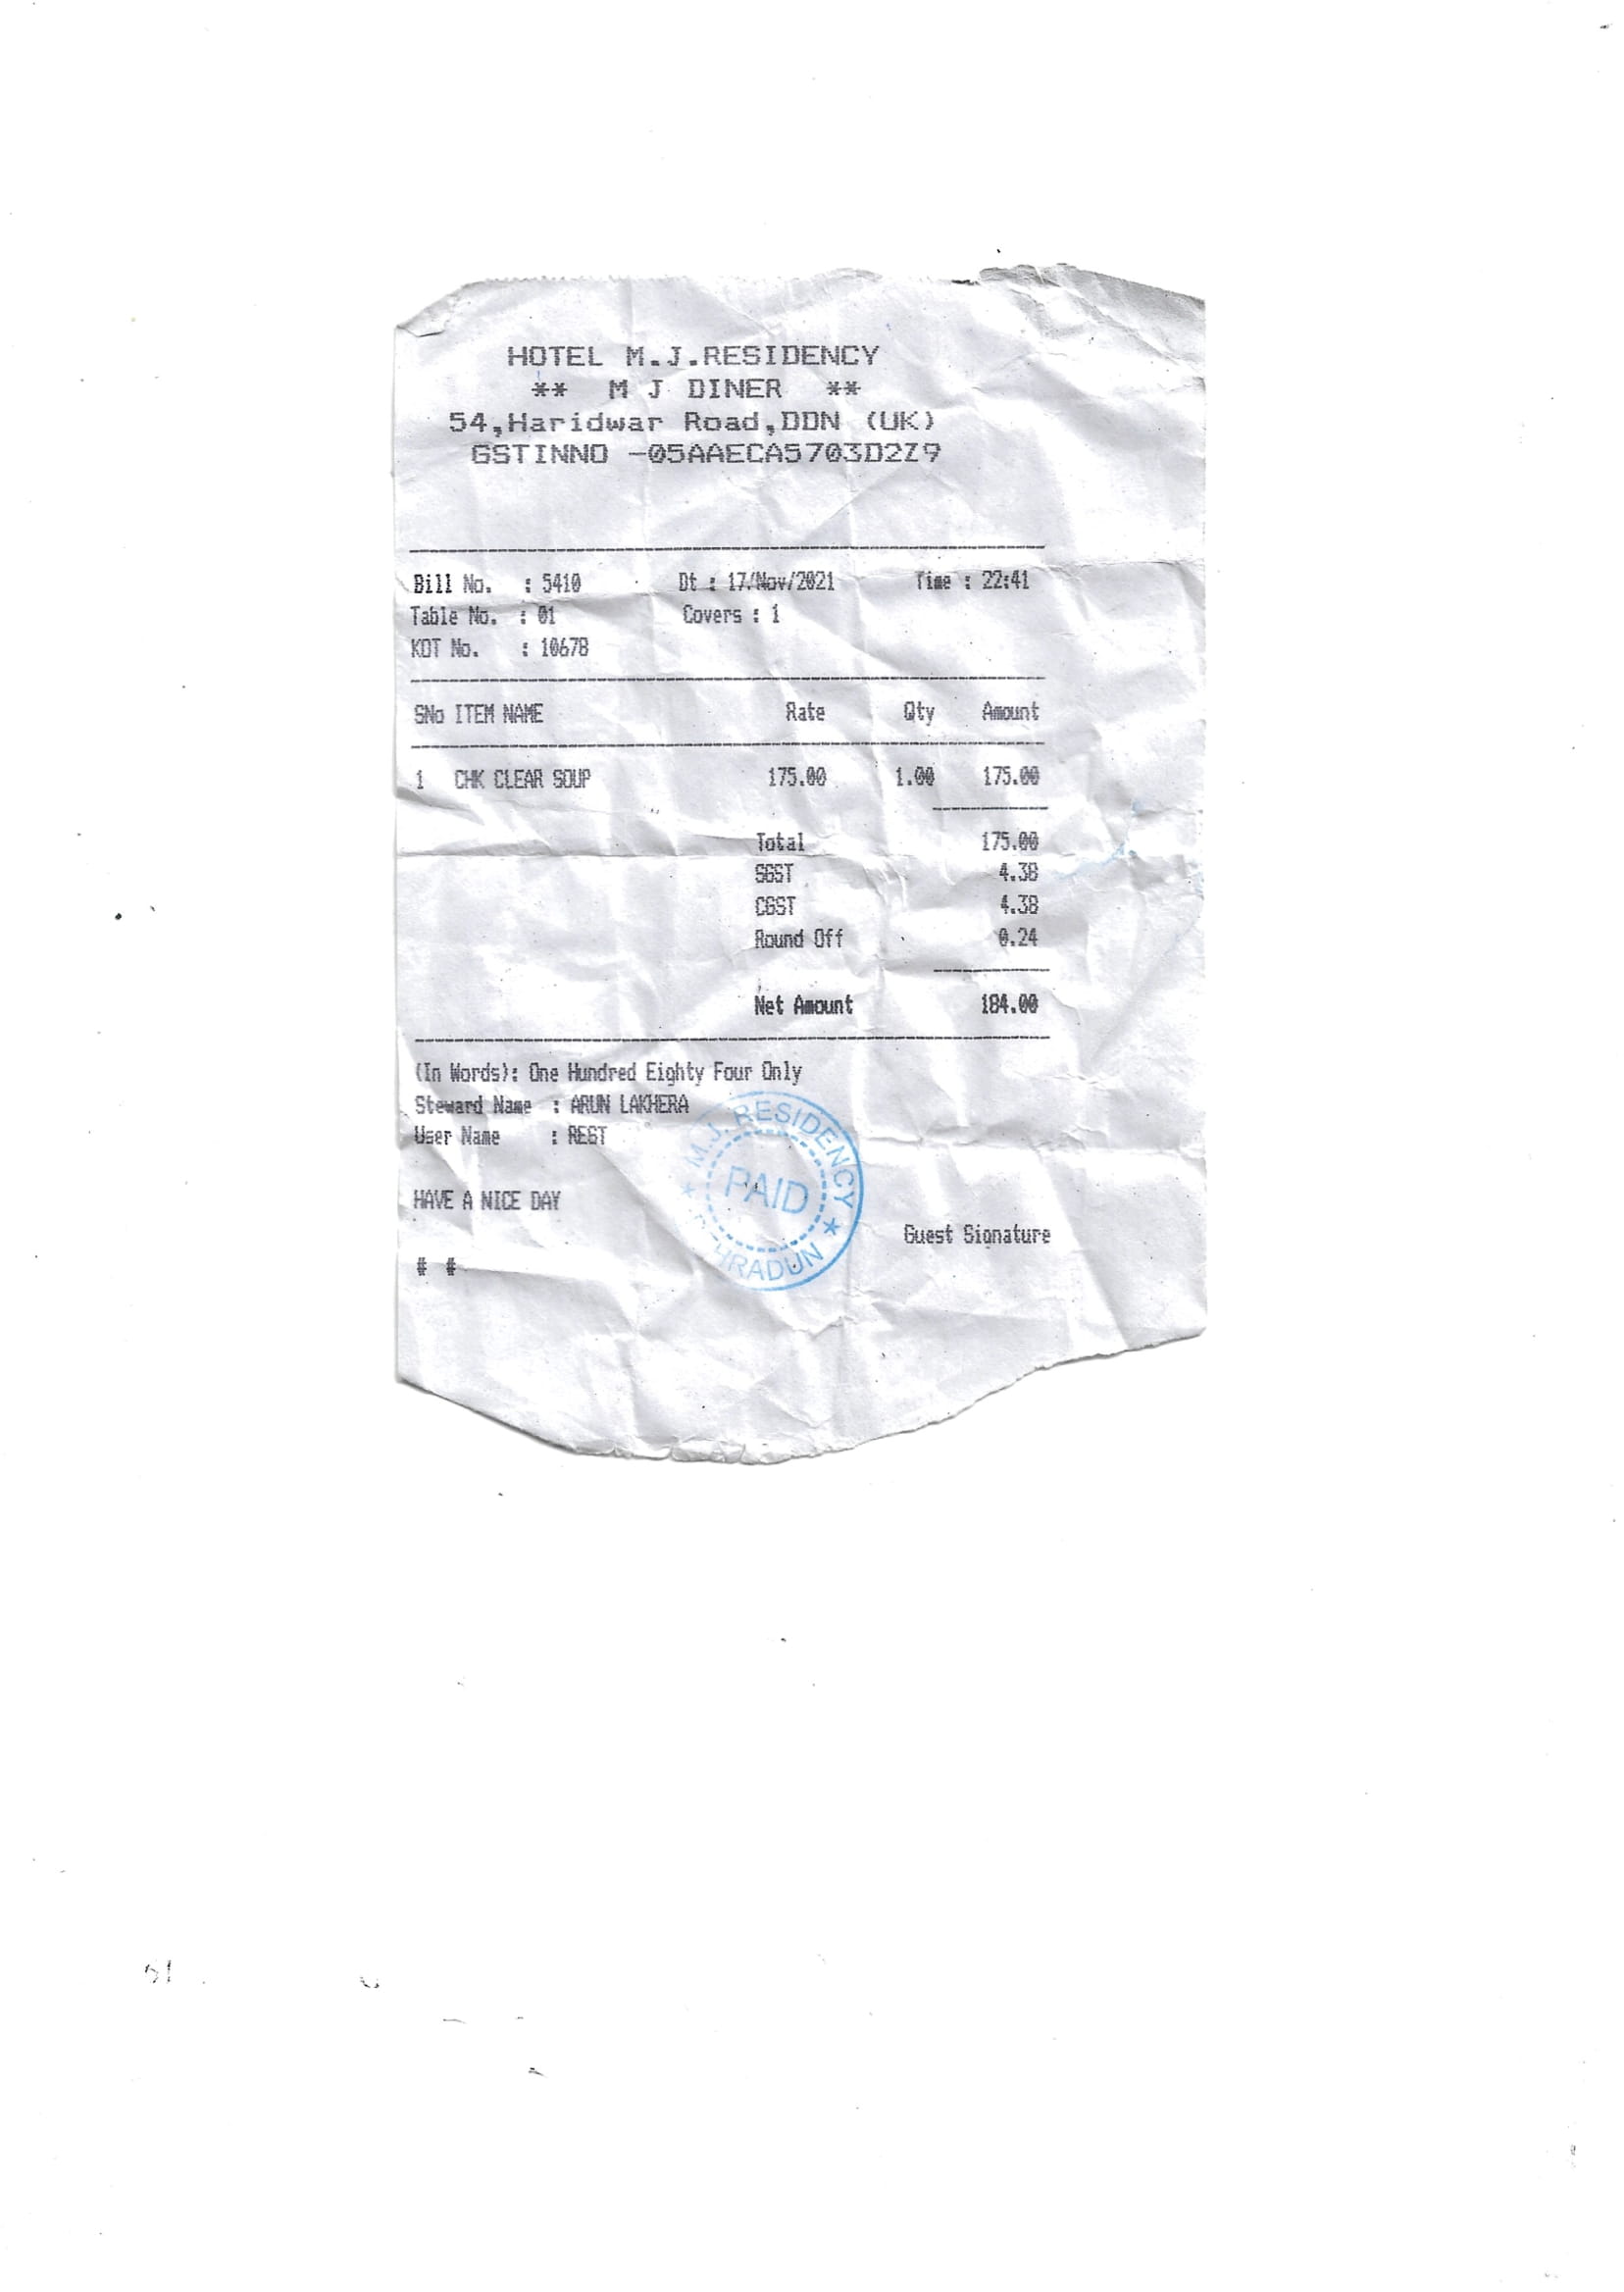 HOTEL M.J.RESIDENCY
** M J DINER **
54,Haridwar Road,DDN (UK)
GSTINNO -05AAECA5703D2Z9
Bill No. : 5410 Dt : 17/Nov/2021 Time : 22:41
Table No. : 01 Covers : 1
KOT No. : 10678
SNo ITEM NAME Rate Qty Amount
1 CHK CLEAR SOUP 175.00 1.00 175.00
Total 175.00
SGST 4.38
CGST 4.38
Round Off 0.24
Net Amount 184.00
(In Words): One Hundred Eighty Four Only
Steward Name : ARUN LAKHERA
User Name : REST
M.J. RESIDENCY
PAID
HRADUN
HAVE A NICE DAY
Guest Signature
# #